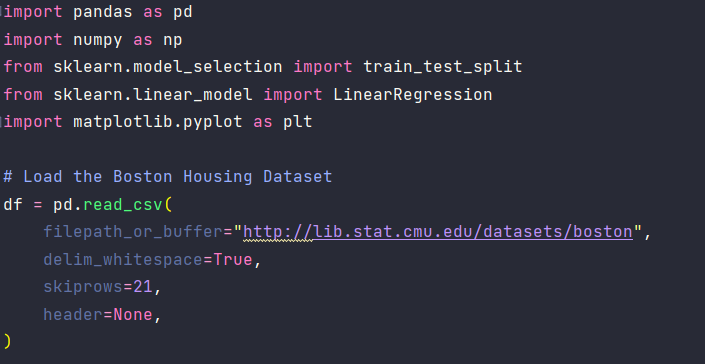 import pandas as pd
import numpy as np
from sklearn.model_selection import train_test_split
from sklearn.linear_model import LinearRegression
import matplotlib.pyplot as plt

# Load the Boston Housing Dataset
df = pd.read_csv(
    filepath_or_buffer="http://lib.stat.cmu.edu/datasets/boston",
    delim_whitespace=True,
    skiprows=21,
    header=None,
)